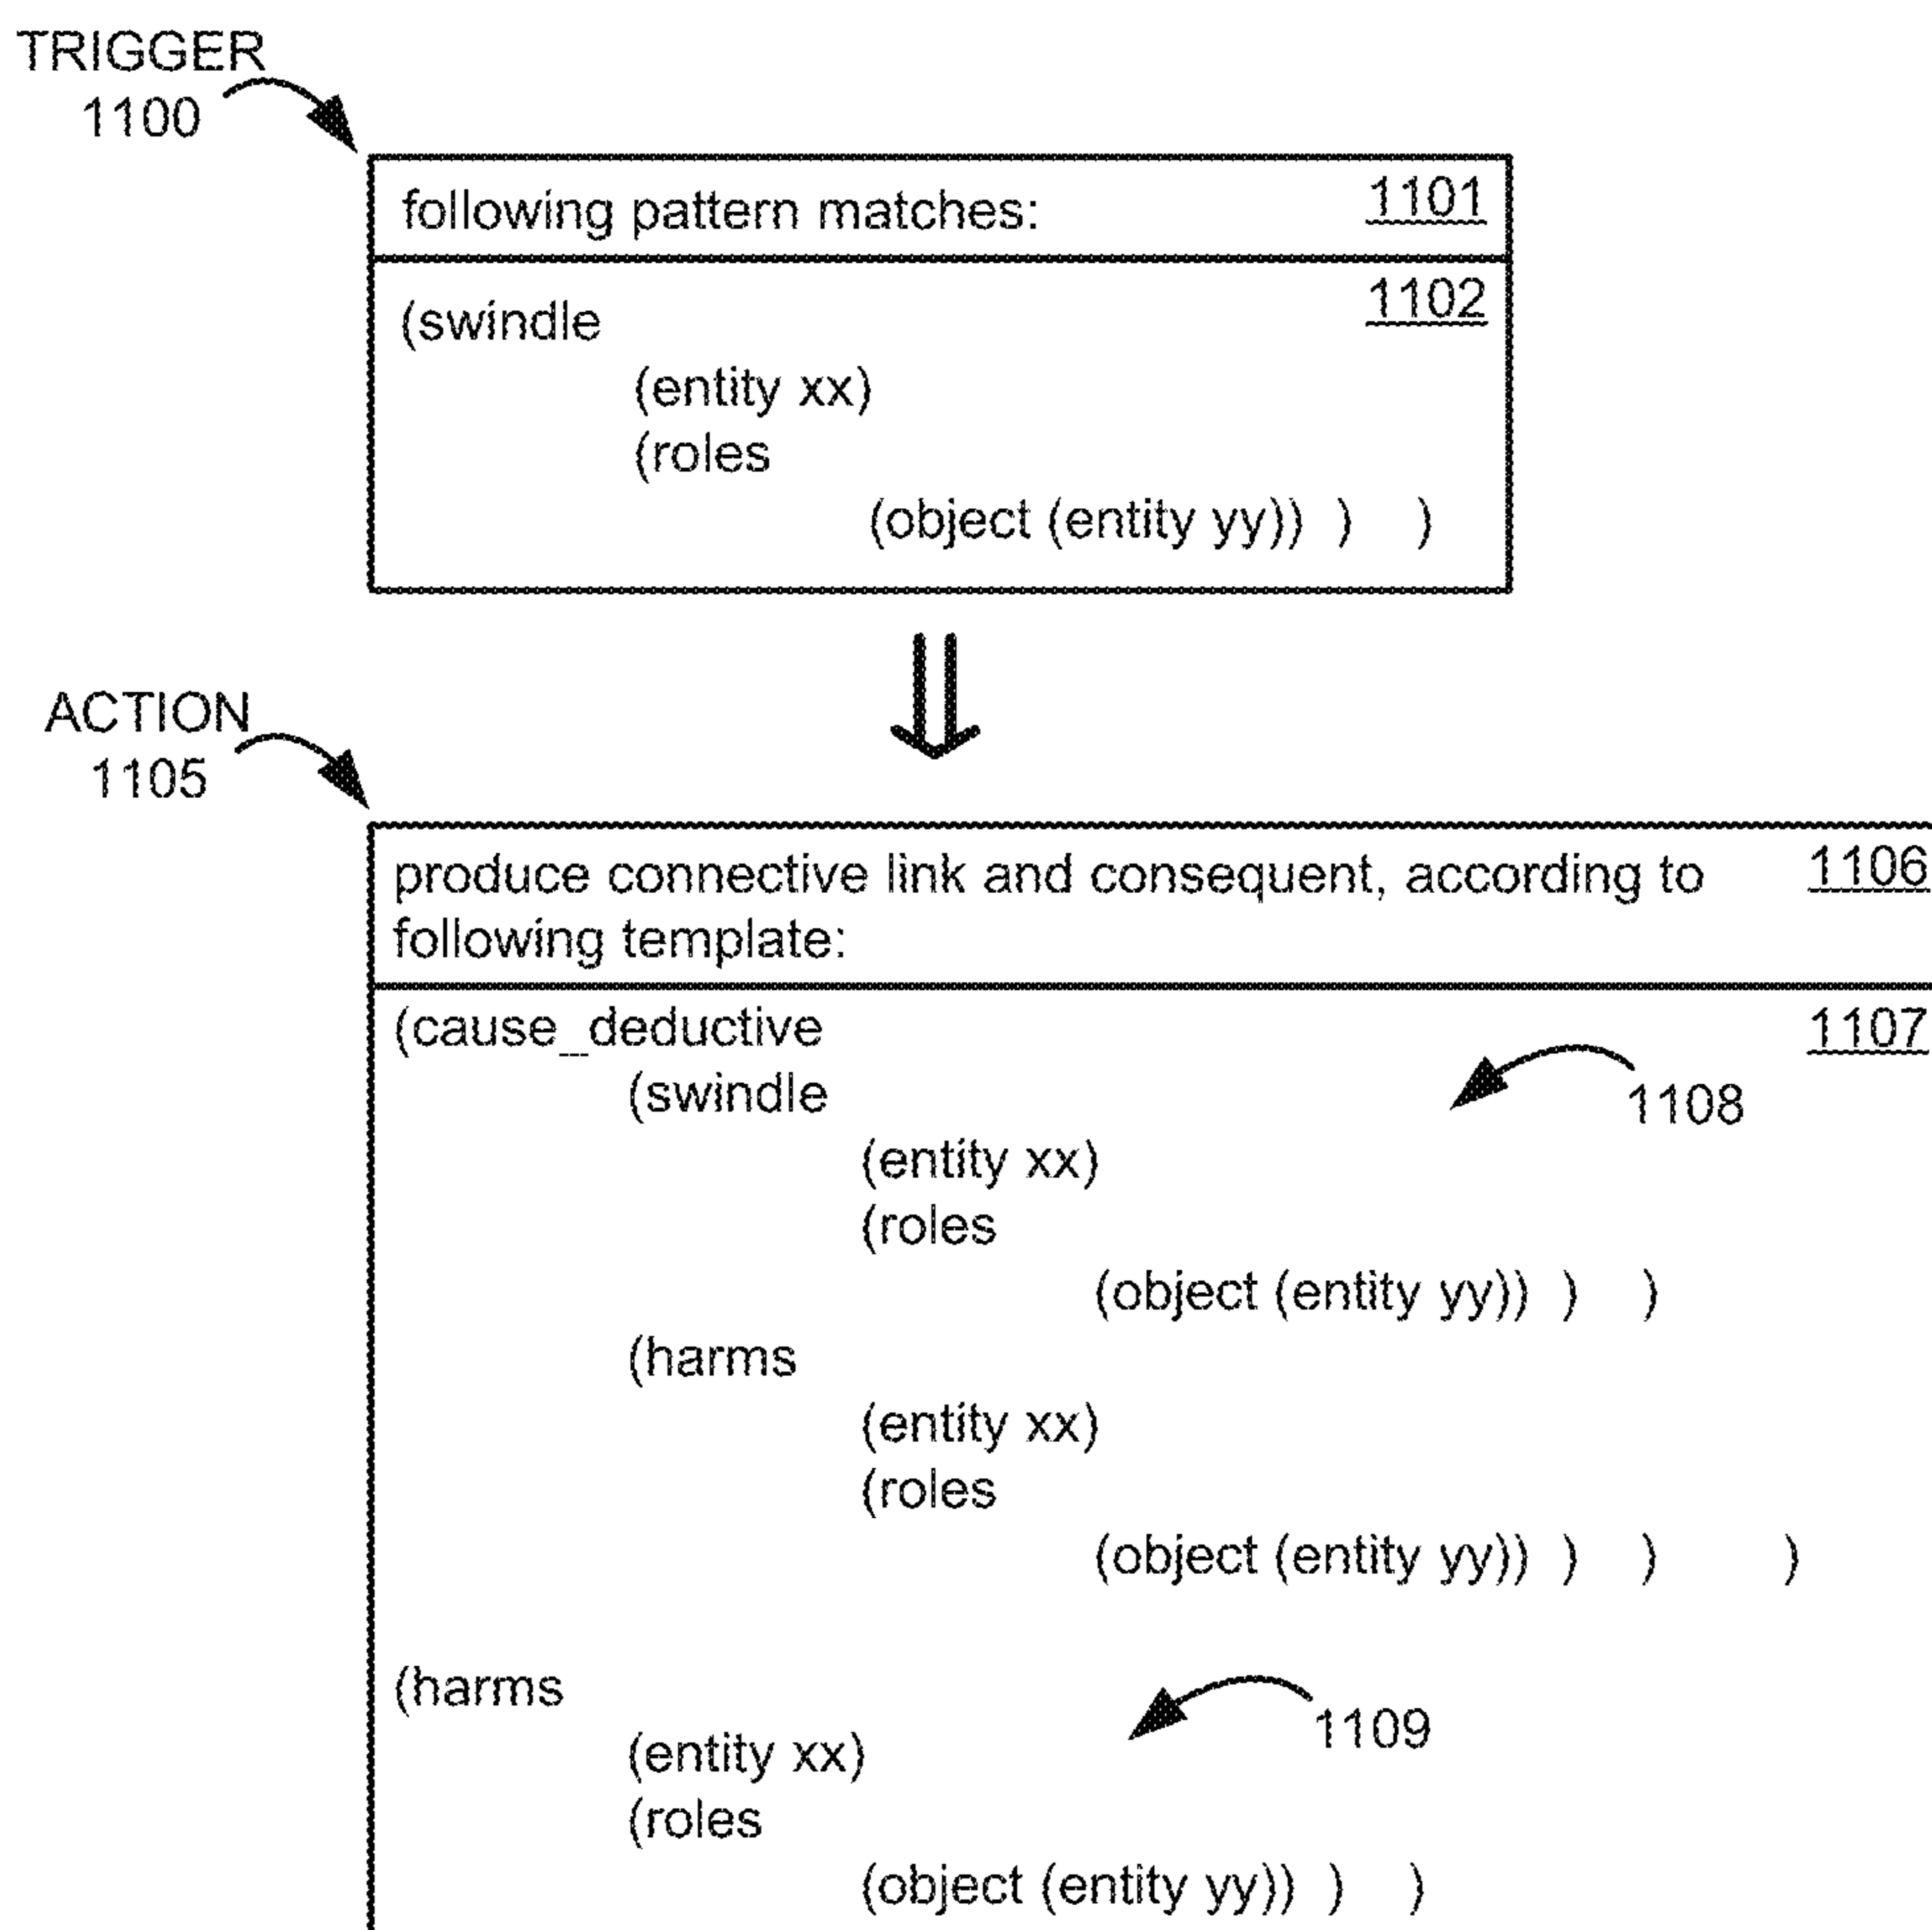 TRIGGER
1100
following pattern matches: 1101
(swindle 1102
(entity xx)
(roles
(object (entity yy)) ) )
ACTION
1105
produce connective link and consequent, according to 1106
following template:
(cause_deductive 1107
(swindle 1108
(entity xx)
(roles
(object (entity yy)) ) )
(harms
(entity xx)
(roles
(object (entity yy)) ) ) )
(harms 1109
(entity xx)
(roles
(object (entity yy)) ) )